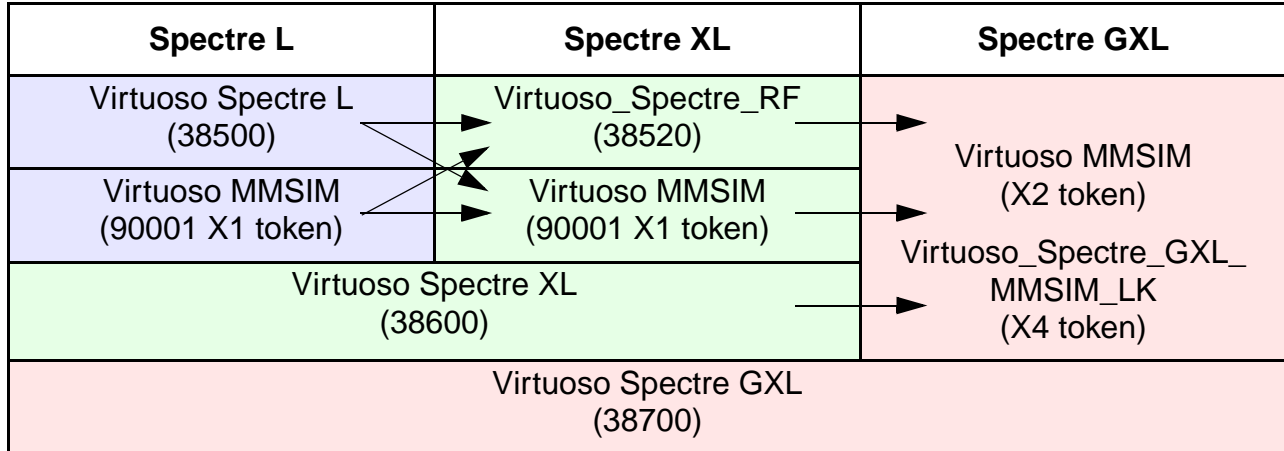 Spectre L
Spectre XL
Spectre GXL
Virtuoso Spectre L
(38500)
Virtuoso_Spectre_RF
(38520)
Virtuoso MMSIM
(90001 X1 token)
Virtuoso MMSIM
(90001 X1 token)
Virtuoso MMSIM
(X2 token)
Virtuoso_Spectre_GXL_
MMSIM_LK
(X4 token)
Virtuoso Spectre XL
(38600)
Virtuoso Spectre GXL
(38700)